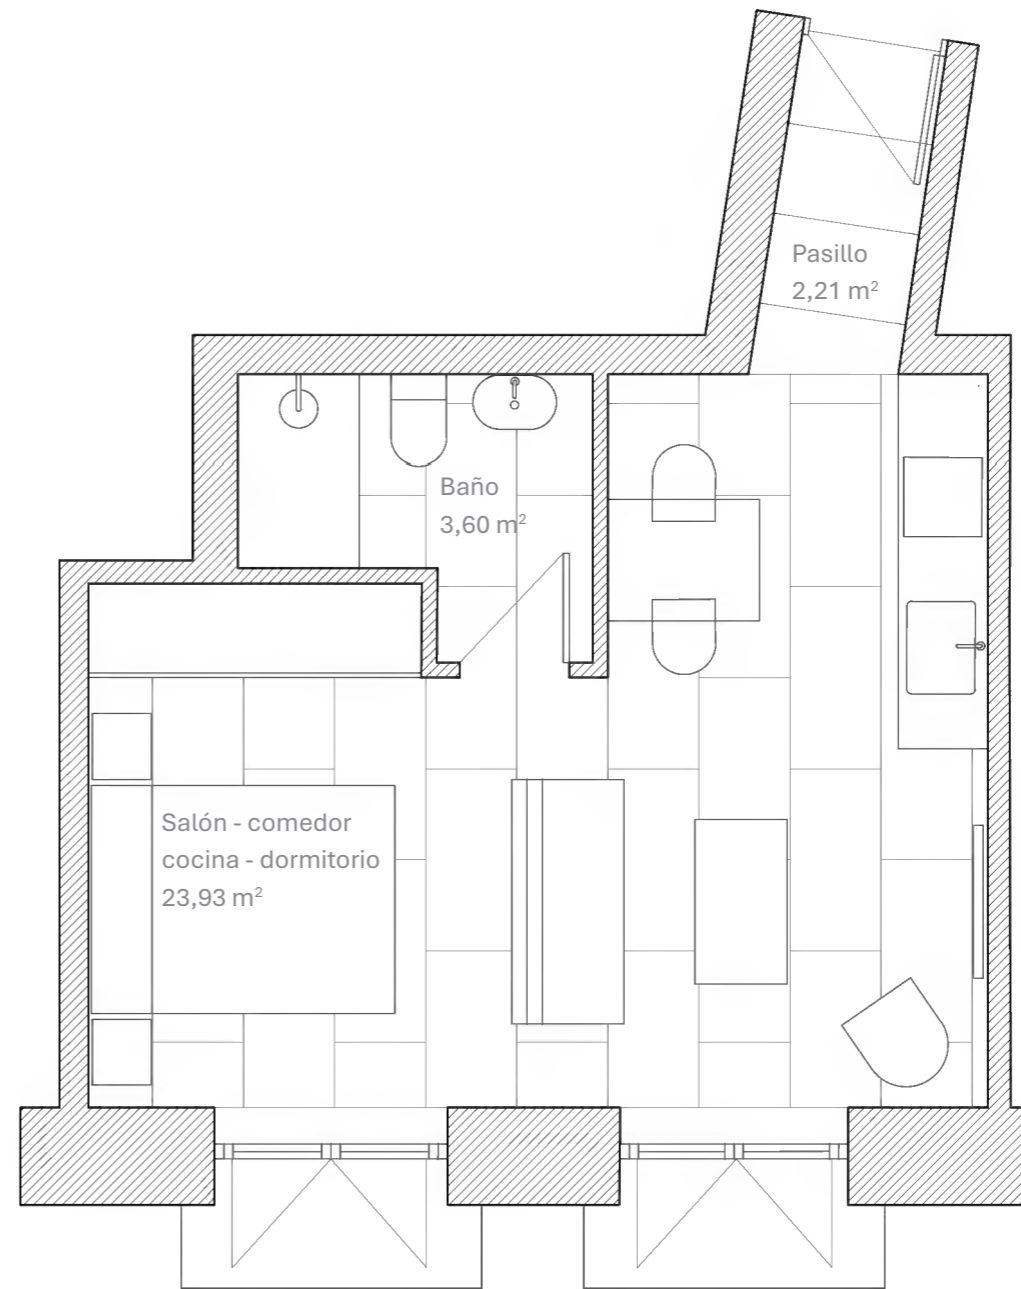 Pasillo
2,21 m²
Baño
3,60 m²
Salón - comedor
cocina - dormitorio
23,93 m²